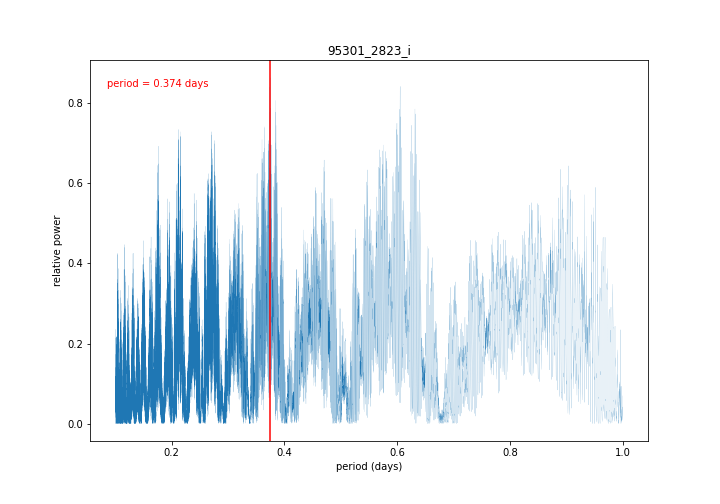 95301_2823_i
period = 0.374 days
0.8
0.6
0.4
0.2
0.0
relative power
0.2 0.4 0.6 0.8 1.0
period (days)